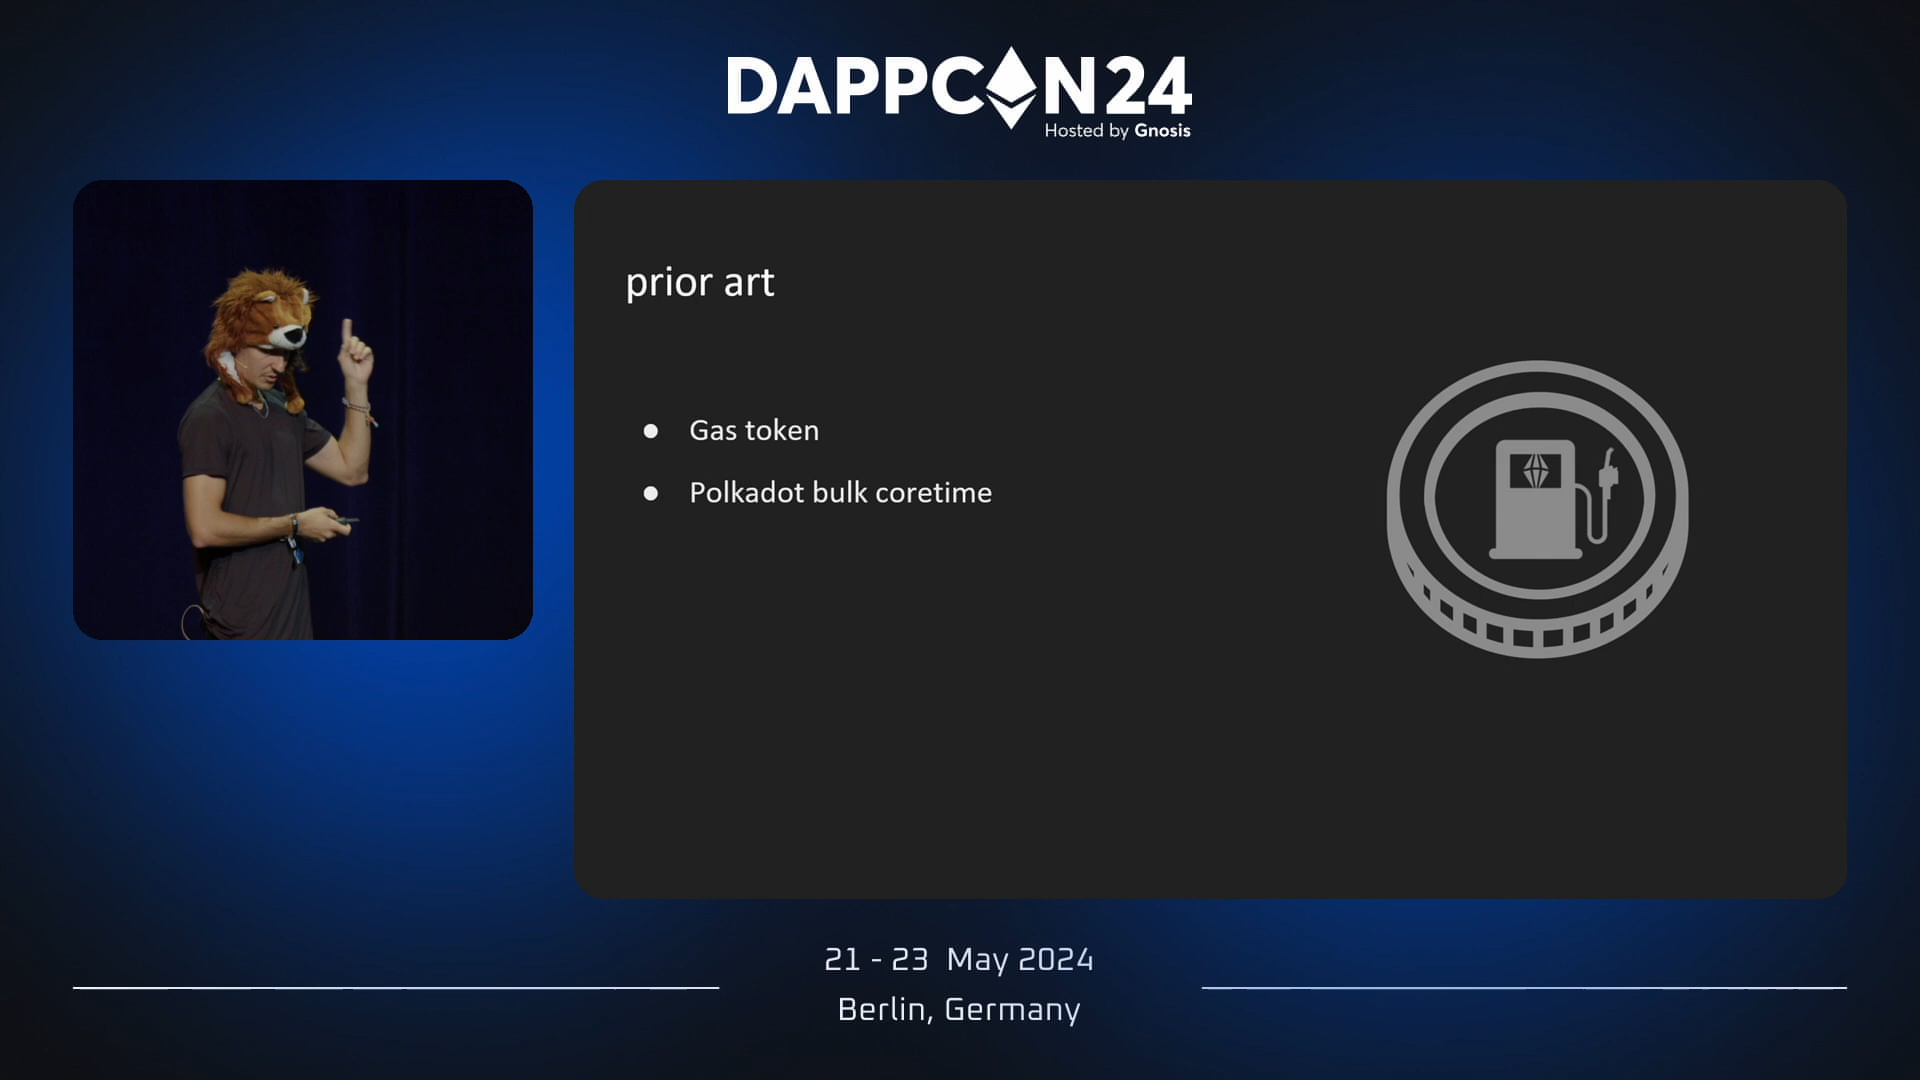 DAPPCON24
Hosted by Gnosis
prior art
Gas token
Polkadot bulk coretime
21 - 23 May 2024
Berlin, Germany